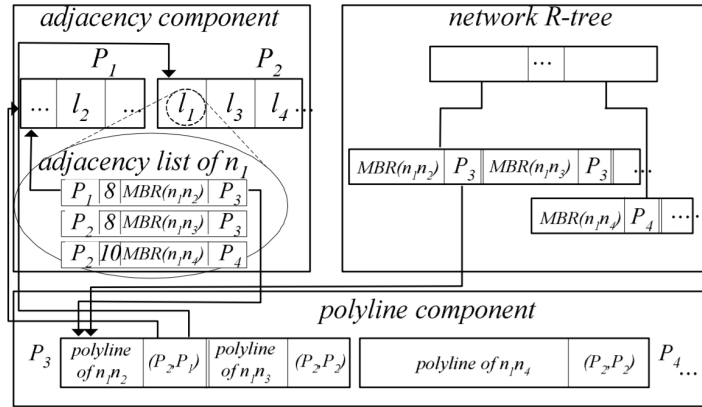 adjacency component
P1 P2
... l2 ... l1 l3 l4 ...
adjacency list of n1
P1 8 MBR(n1n2) P3
P2 8 MBR(n1n3) P3
P2 10 MBR(n1n4) P4
network R-tree
...
MBR(n1n2) P3 MBR(n1n3) P3 ...
MBR(n1n4) P4 .....
polyline component
P3 polyline of n1n2 (P2,P1) polyline of n1n3 (P2,P2) polyline of n1n4 (P2,P2) P4 ...